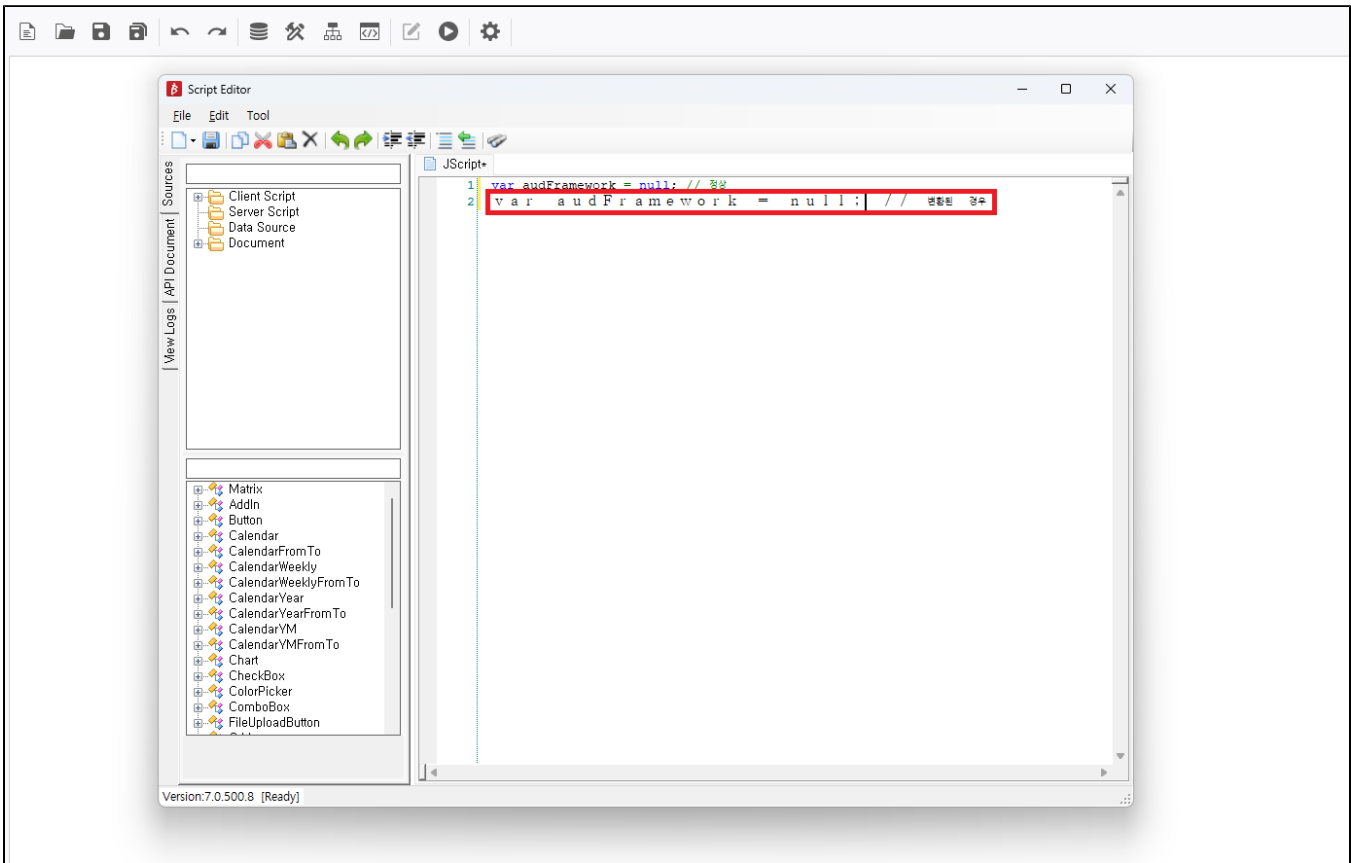 Script Editor
File Edit Tool
Sources
API Document
View Logs
Client Script
Server Script
Data Source
Document
Matrix
AddIn
Button
Calendar
CalendarFromTo
CalendarWeekly
CalendarWeeklyFromTo
CalendarYear
CalendarYearFromTo
CalendarYM
CalendarYMFromTo
Chart
CheckBox
ColorPicker
ComboBox
FileUploadButton
JScript*
1 var audFramework = null; // 정상
2 ｖａｒ　ａｕｄＦｒａｍｅｗｏｒｋ　＝　ｎｕｌｌ；　／／　변환된　경우
Version:7.0.500.8 [Ready]